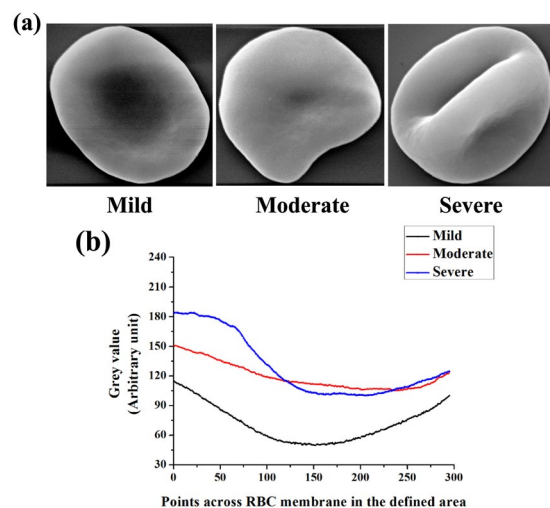 (a)
Mild
Moderate
Severe
(b)
Mild
Moderate
Severe
240
210
180
150
120
90
60
30
Grey value
(Arbitrary unit)
0
50
100
150
200
250
300
Points across RBC membrane in the defined area